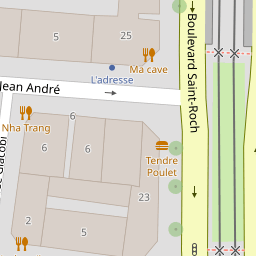 25
5
Ma cave
L'adresse
Jean André
Boulevard Saint-Roch
6
Nha Trang
6
6
Tendre
Poulet
23
2
5